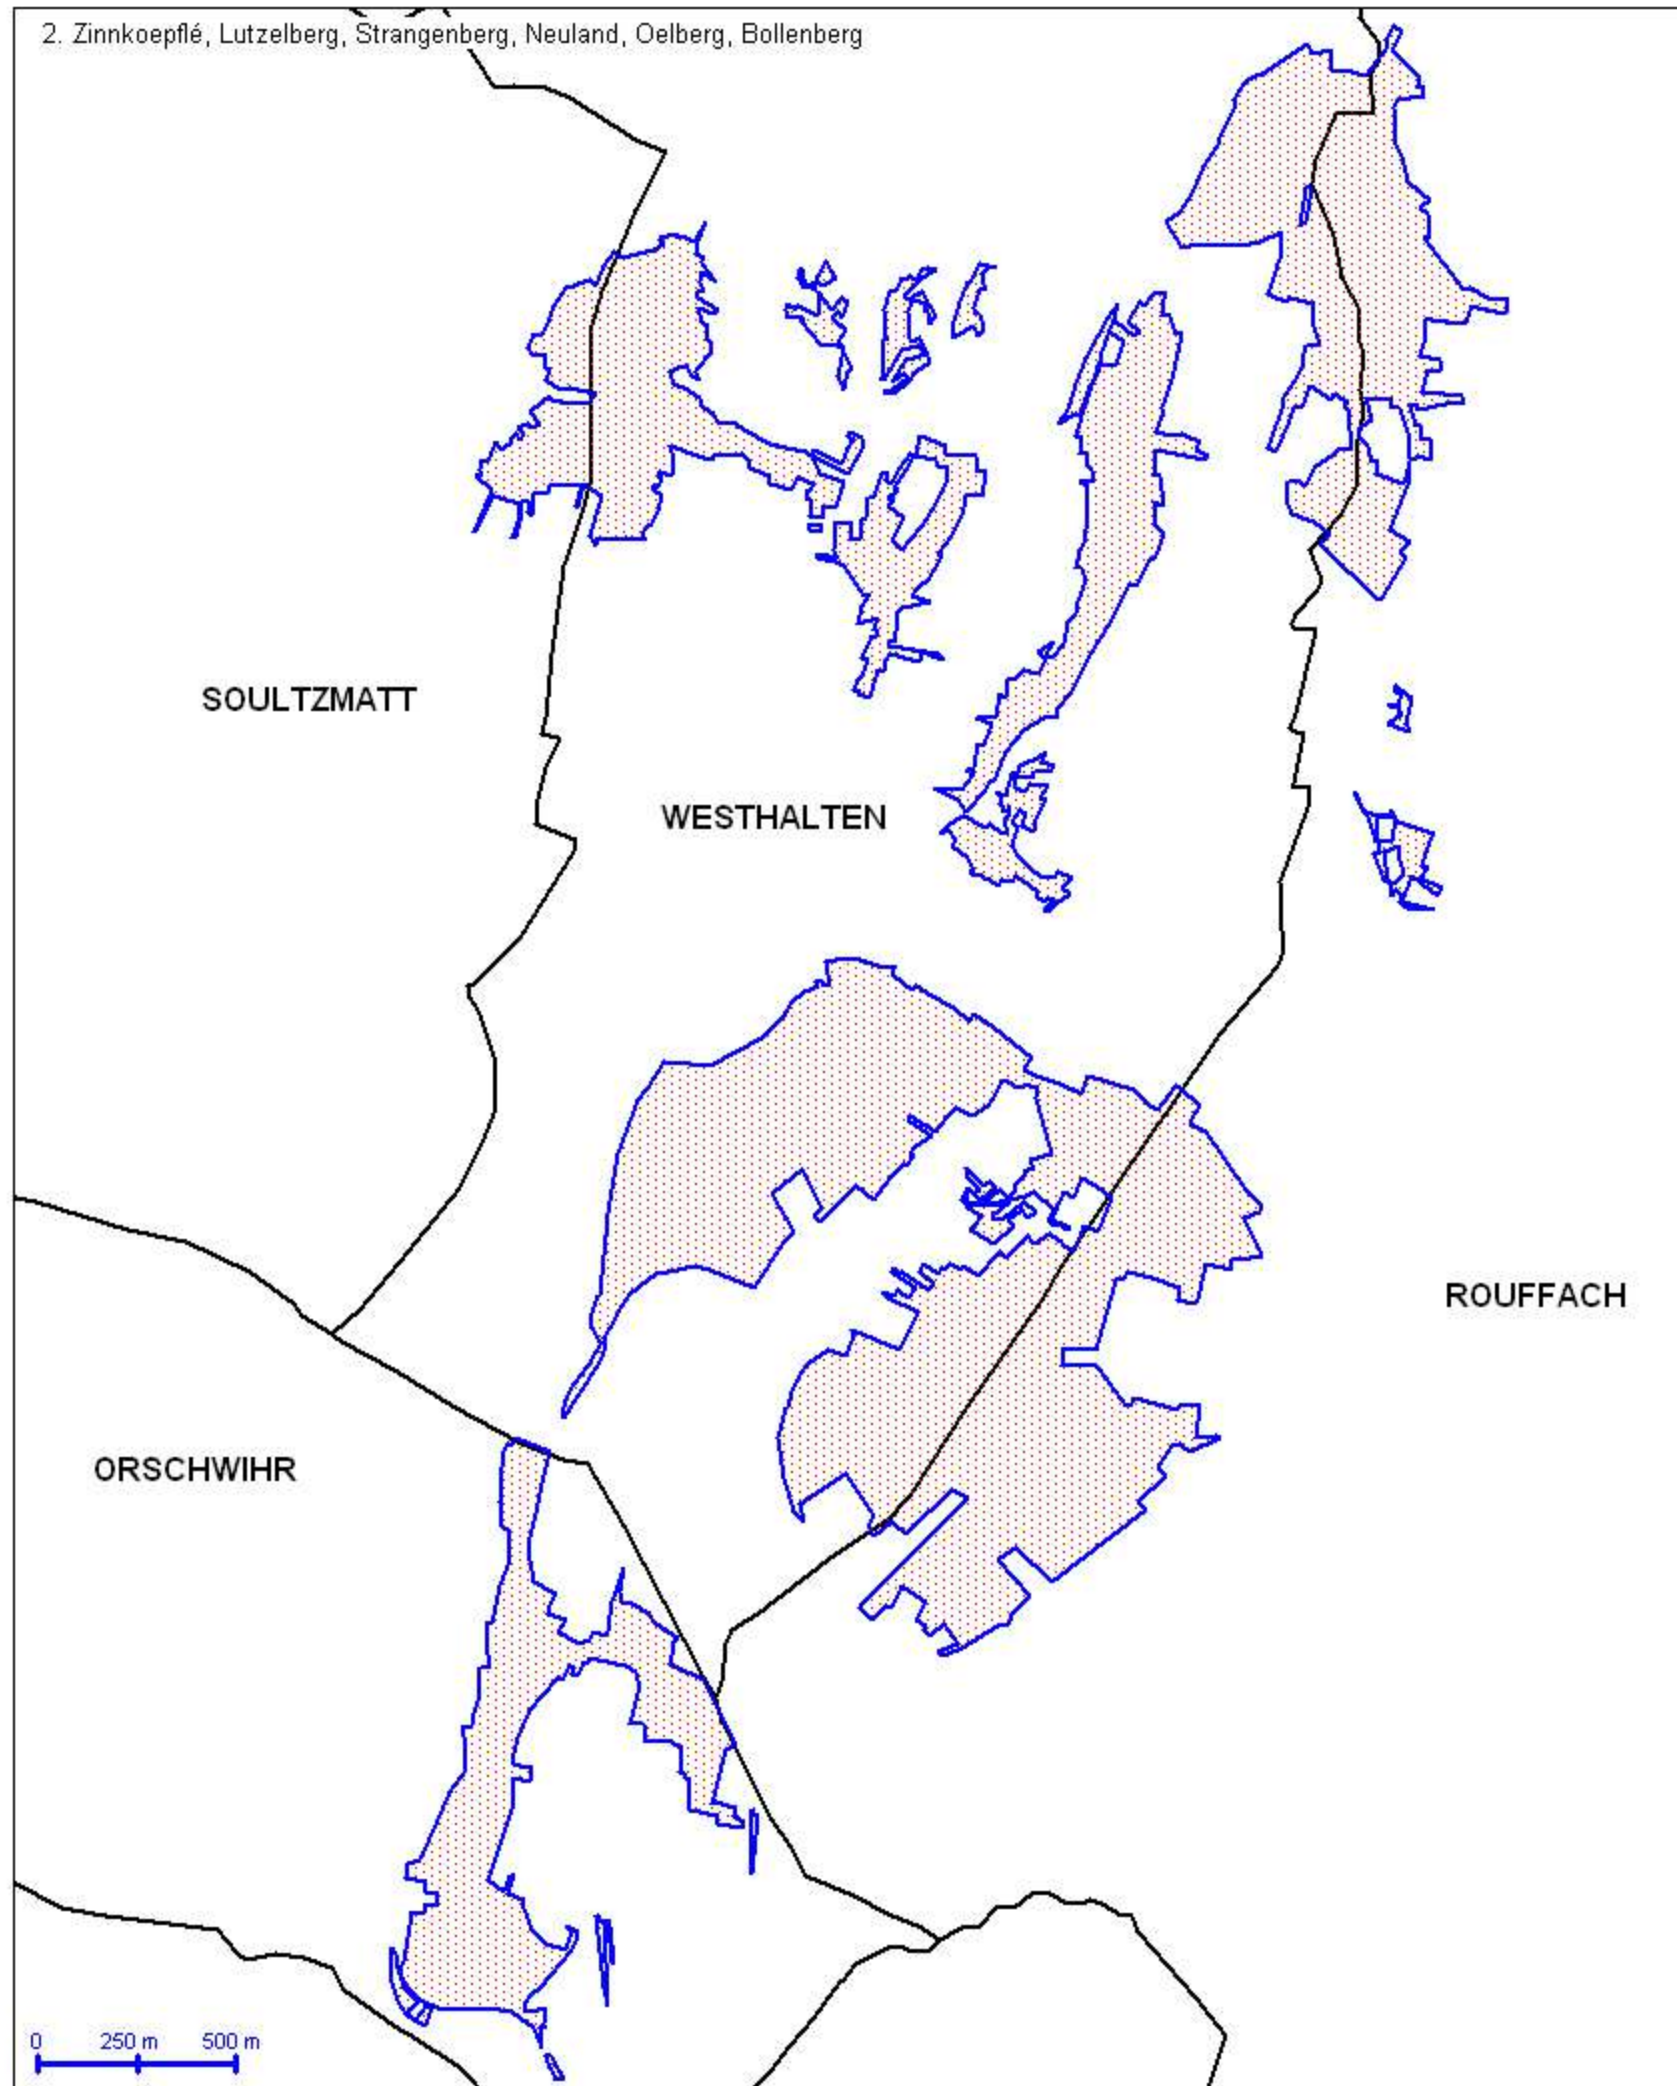 2. Zinnkoepflé, Lutzelberg, Strangenberg, Neuland, Oelberg, Bollenberg
SOULTZMATT
WESTHALTEN
ROUFFACH
ORSCHWIHR
0 250 m 500 m